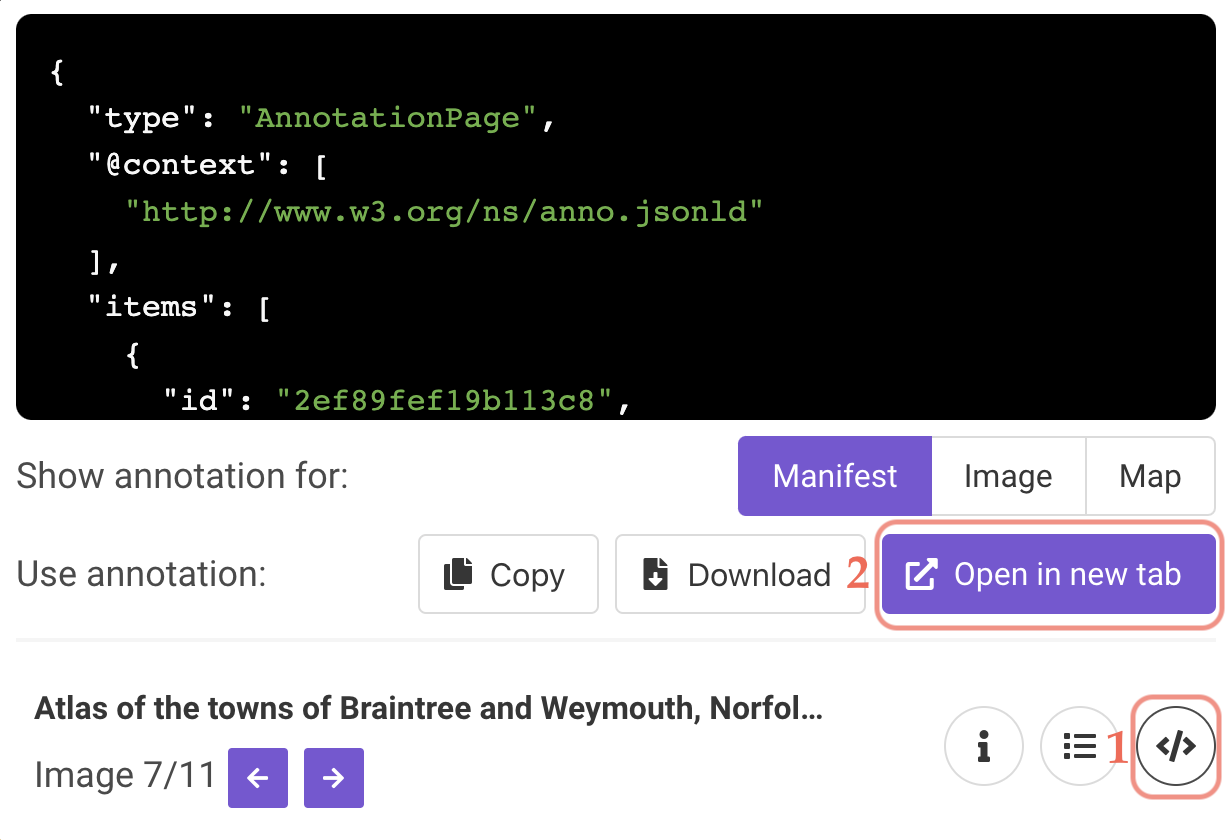 {
"type": "AnnotationPage",
"@context": [
"http://www.w3.org/ns/anno.jsonld"
],
"items": [
{
"id": "2ef89fef19b113c8",
Show annotation for: Manifest Image Map
Use annotation: Copy Download 2 Open in new tab
Atlas of the towns of Braintree and Weymouth, Norfol...
Image 7/11 1 </>